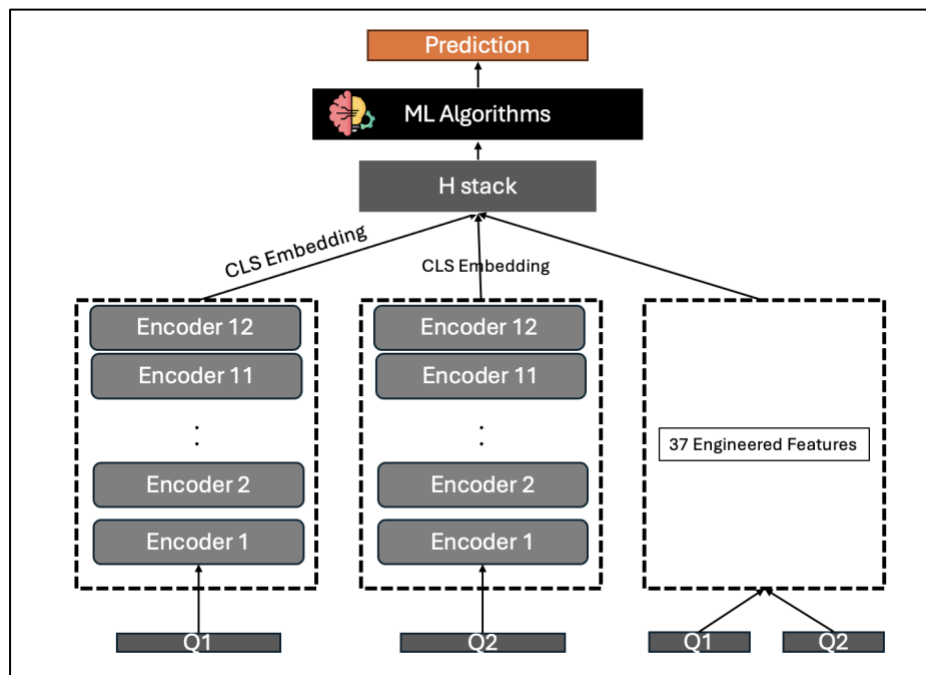 Prediction
ML Algorithms
H stack
CLS Embedding
CLS Embedding
Encoder 12
Encoder 11
:
Encoder 2
Encoder 1
Q1
Encoder 12
Encoder 11
:
Encoder 2
Encoder 1
Q2
37 Engineered Features
Q1
Q2